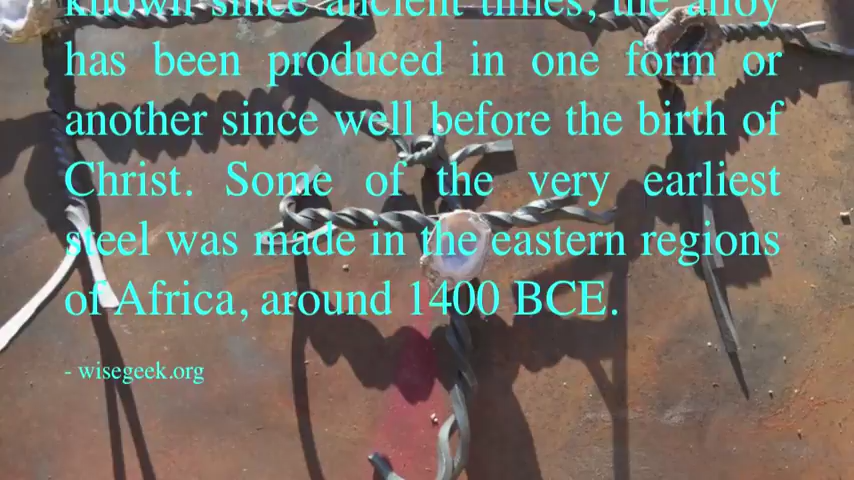 known since ancient times, the alloy
has been produced in one form or
another since well before the birth of
Christ. Some of the very earliest
steel was made in the eastern regions
of Africa, around 1400 BCE.
- wisegeek.org